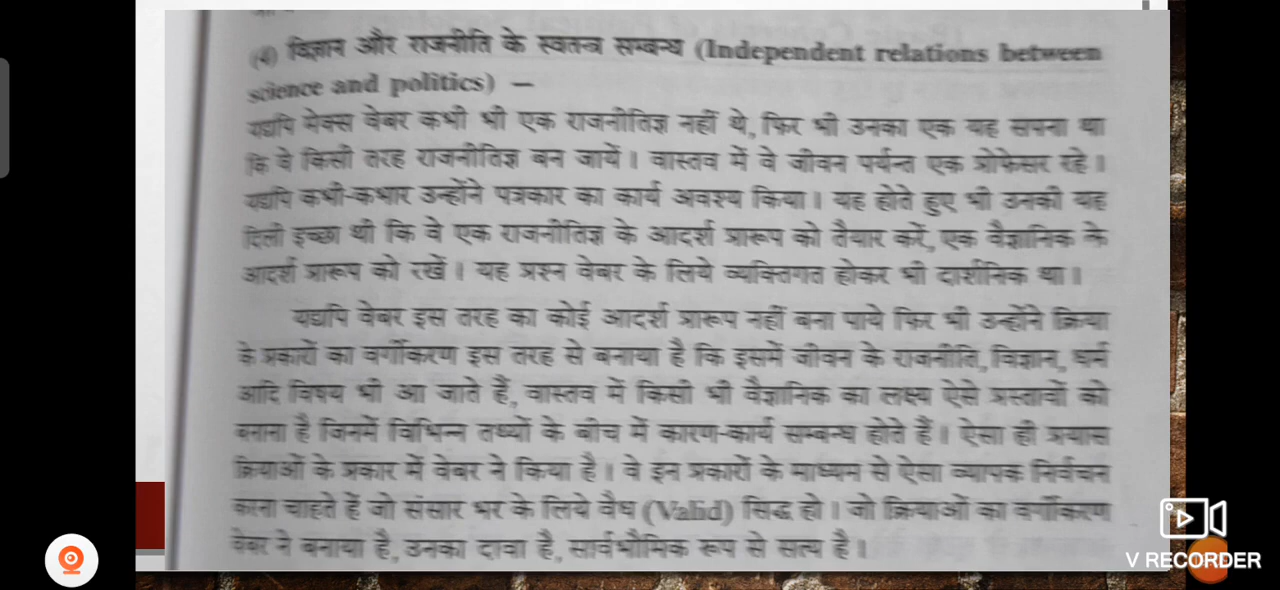 (4) विज्ञान और राजनीति के स्वतन्त्र सम्बन्ध (Independent relations between
science and politics) –
यद्यपि मेक्स वेबर कभी भी एक राजनीतिज्ञ नहीं थे, फिर भी उनका एक यह सपना था
कि वे किसी तरह राजनीतिज्ञ बन जायें। वास्तव में वे जीवन पर्यन्त एक प्रोफेसर रहे।
यद्यपि कभी-कभार उन्होंने पत्रकार का कार्य अवश्य किया। यह होते हुए भी उनकी यह
दिली इच्छा थी कि वे एक राजनीतिज्ञ के आदर्श प्रारूप को तैयार करें, एक वैज्ञानिक के
आदर्श प्रारूप को रखें। यह प्रश्न वेबर के लिये व्यक्तिगत होकर भी दार्शनिक था।
यद्यपि वेबर इस तरह का कोई आदर्श प्रारूप नहीं बना पाये फिर भी उन्होंने क्रिया
के प्रकारों का वर्गीकरण इस तरह से बनाया है कि इसमें जीवन के राजनीति, विज्ञान, धर्म
आदि विषय भी आ जाते हैं, वास्तव में किसी भी वैज्ञानिक का लक्ष्य ऐसे प्रस्तावों को
बनाना है जिनमें विभिन्न तथ्यों के बीच में कारण-कार्य सम्बन्ध होते हैं। ऐसा ही प्रयास
क्रियाओं के प्रकार में वेबर ने किया है। वे इन प्रकारों के माध्यम से ऐसा व्यापक निर्वचन
करना चाहते हैं जो संसार भर के लिये वैध (Valid) सिद्ध हो। जो क्रियाओं का वर्गीकरण
वेबर ने बनाया है, उनका दावा है, सार्वभौमिक रूप से सत्य है।
V RECORDER